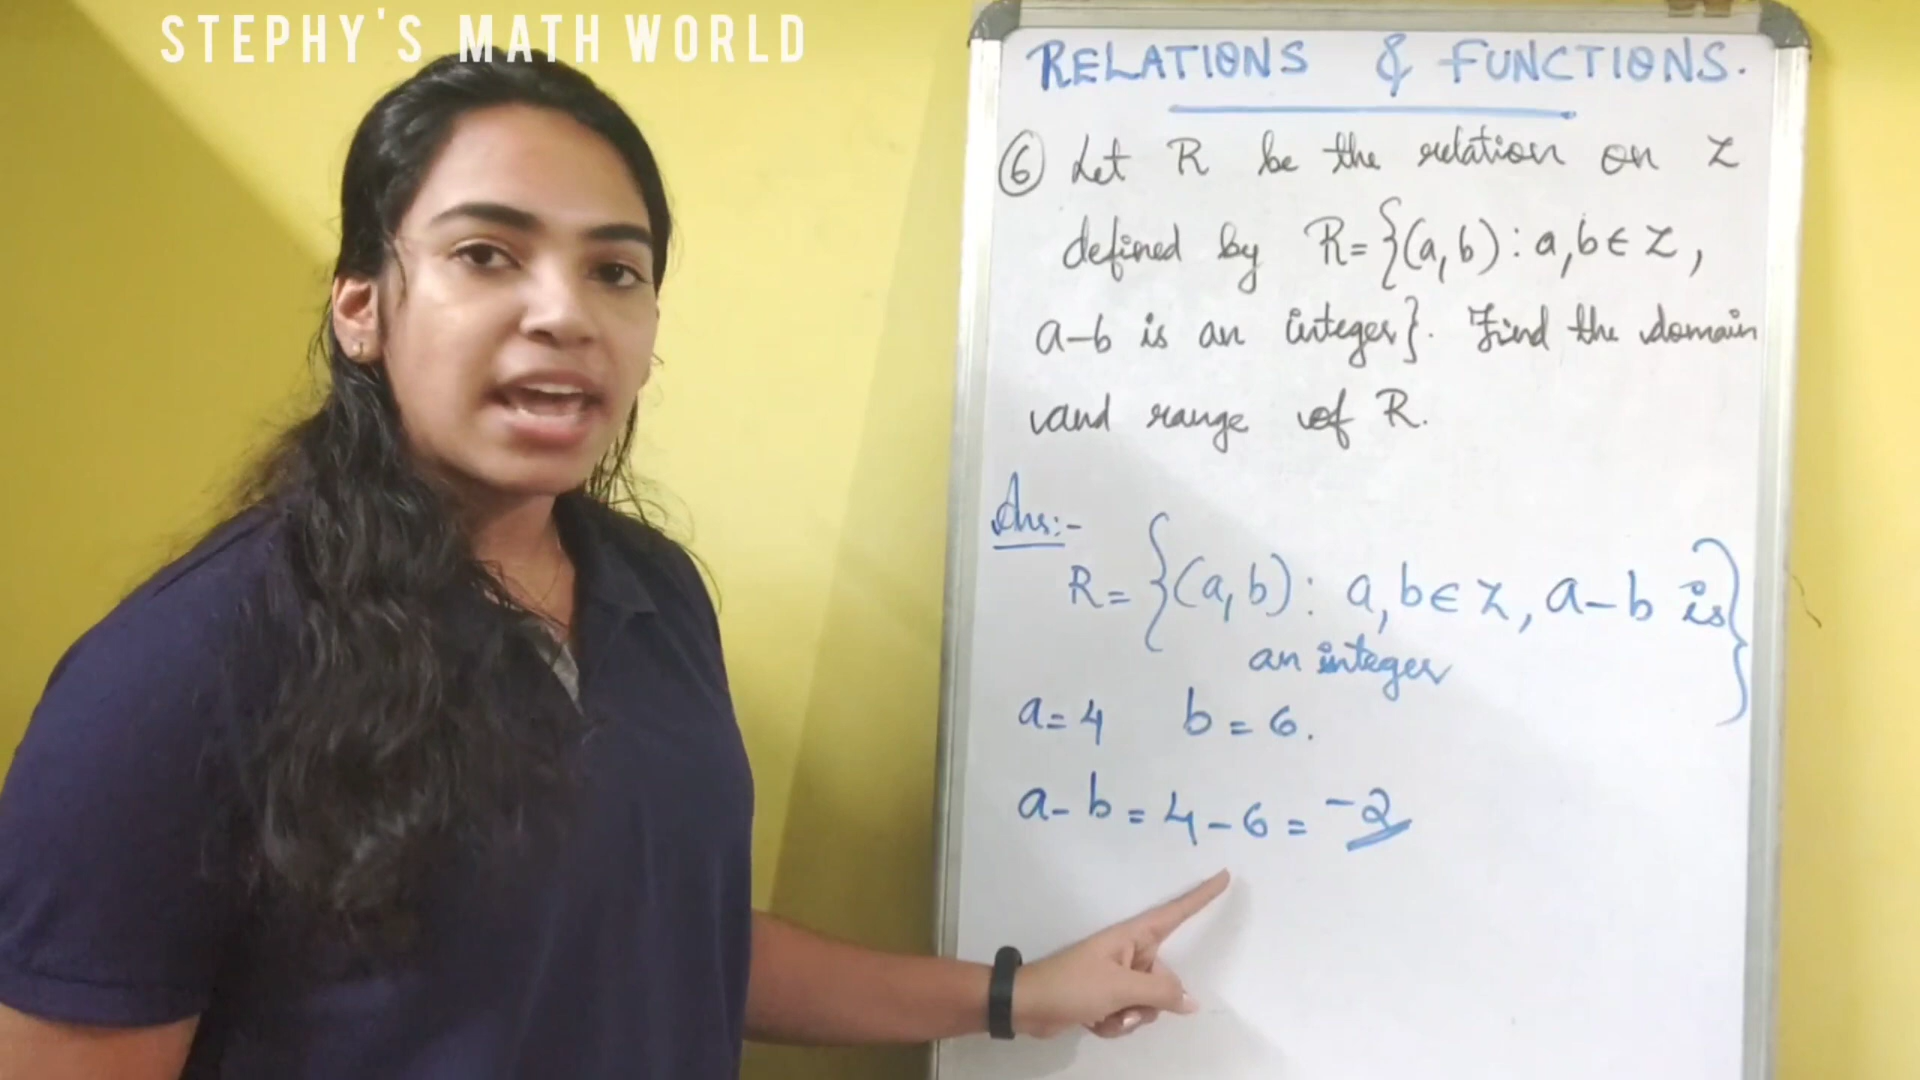 STEPHY'S MATH WORLD
RELATIONS & FUNCTIONS.
⑥ Let R be the relation on Z
defined by R={(a,b) : a,b∈Z,
a-b is an integer}. Find the domain
and range of R.
Ans:-
R={(a,b): a,b∈Z, a-b is
an integer}
a=4 b=6.
a-b=4-6=-2